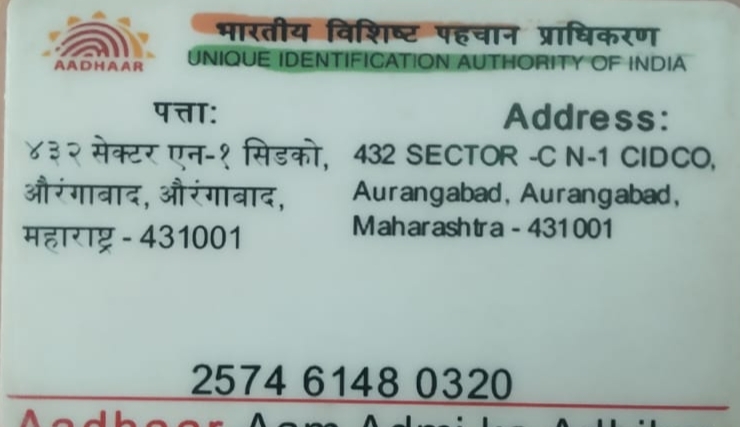 भारतीय विशिष्ट पहचान प्राधिकरण
AADHAAR
UNIQUE IDENTIFICATION AUTHORITY OF INDIA
पत्ता:
४३२ सेक्टर एन-१ सिडको,
औरंगाबाद, औरंगाबाद,
महाराष्ट्र - 431001
Address:
432 SECTOR -C N-1 CIDCO,
Aurangabad, Aurangabad,
Maharashtra - 431001
2574 6148 0320